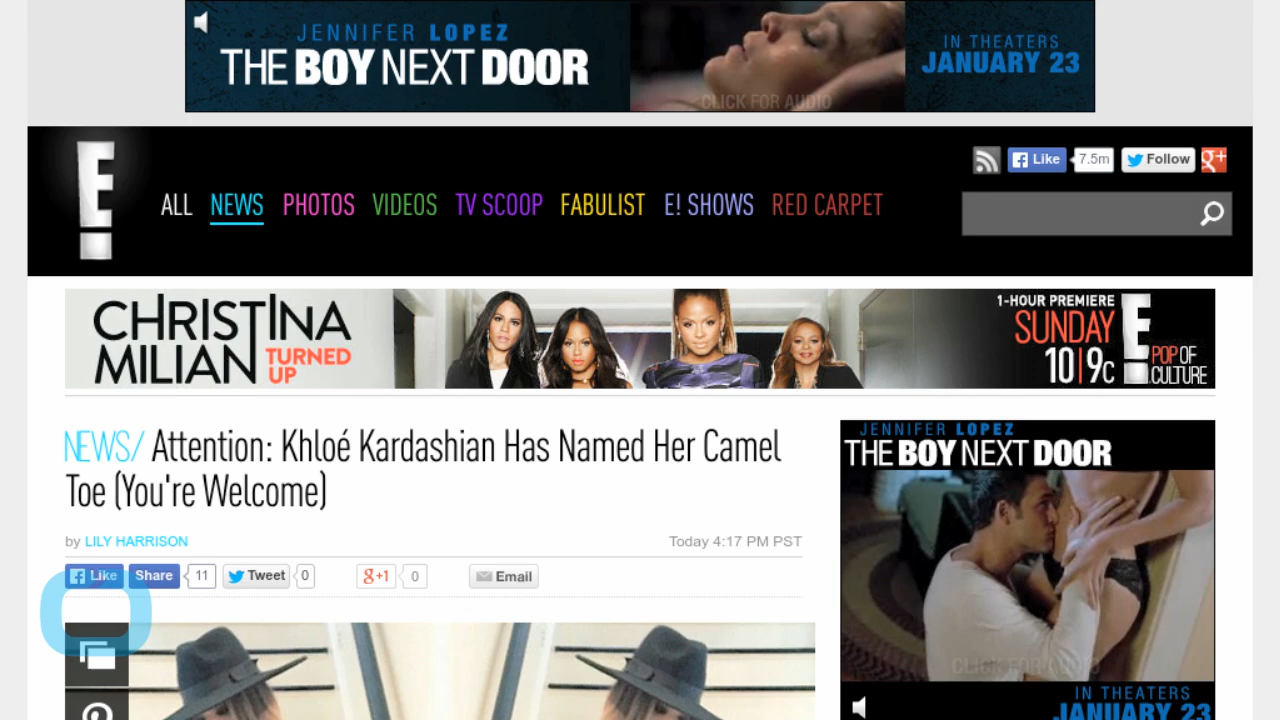 JENNIFER LOPEZ
THE BOY NEXT DOOR
CLICK FOR AUDIO
IN THEATERS
JANUARY 23
E!
Like
7.5m
Follow
g+
ALL NEWS PHOTOS VIDEOS TV SCOOP FABULIST E! SHOWS RED CARPET
CHRISTINA
MILIAN TURNED
UP
1-HOUR PREMIERE
SUNDAY
10|9c
E!
POP OF
CULTURE
NEWS/ Attention: Khloé Kardashian Has Named Her Camel
Toe (You're Welcome)
by LILY HARRISON
Today 4:17 PM PST
Like Share 11 Tweet 0 g+1 0 Email
JENNIFER LOPEZ
THE BOY NEXT DOOR
CLICK FOR AUDIO
IN THEATERS
JANUARY 23